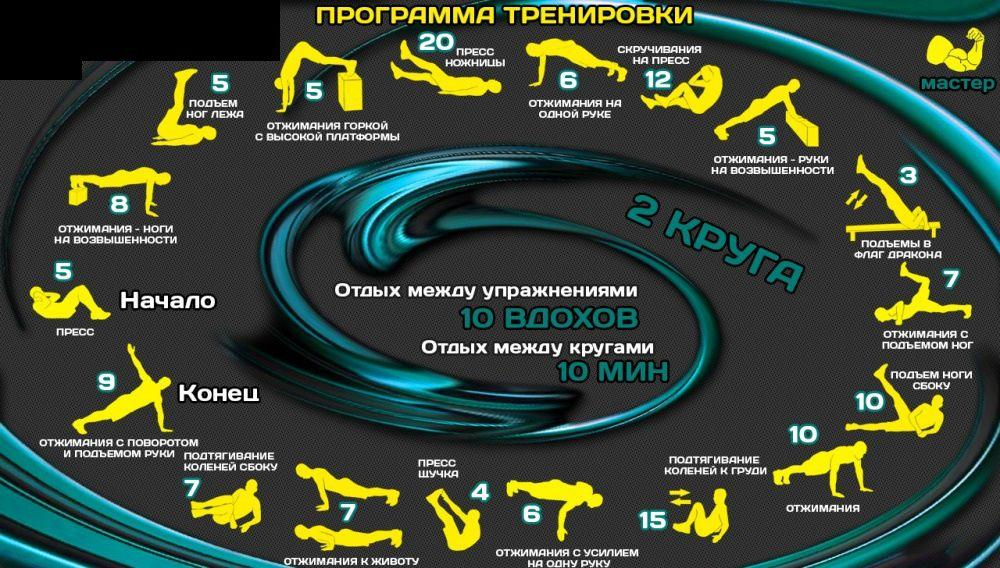 ПРОГРАММА ТРЕНИРОВКИ
мастер
2 КРУГА
Отдых между упражнениями
10 ВДОХОВ
Отдых между кругами
10 МИН
Начало
5
ПРЕСС
8
ОТЖИМАНИЯ - НОГИ
НА ВОЗВЫШЕННОСТИ
5
ПОДЪЕМ
НОГ ЛЕЖА
5
ОТЖИМАНИЯ ГОРКОЙ
С ВЫСОКОЙ ПЛАТФОРМЫ
20
ПРЕСС
НОЖНИЦЫ
6
ОТЖИМАНИЯ НА
ОДНОЙ РУКЕ
СКРУЧИВАНИЯ
НА ПРЕСС
12
5
ОТЖИМАНИЯ - РУКИ
НА ВОЗВЫШЕННОСТИ
3
ПОДЪЕМЫ В
ФЛАГ ДРАКОНА
7
ОТЖИМАНИЯ С
ПОДЪЕМОМ НОГ
ПОДЪЕМ НОГИ
СБОКУ
10
10
ОТЖИМАНИЯ
ПОДТЯГИВАНИЕ
КОЛЕНЕЙ К ГРУДИ
15
6
ОТЖИМАНИЯ С УСИЛИЕМ
НА ОДНУ РУКУ
ПРЕСС
ЩУЧКА
4
7
ОТЖИМАНИЯ К ЖИВОТУ
ПОДТЯГИВАНИЕ
КОЛЕНЕЙ СБОКУ
7
9
ОТЖИМАНИЯ С ПОВОРОТОМ
И ПОДЪЕМОМ РУКИ
Конец